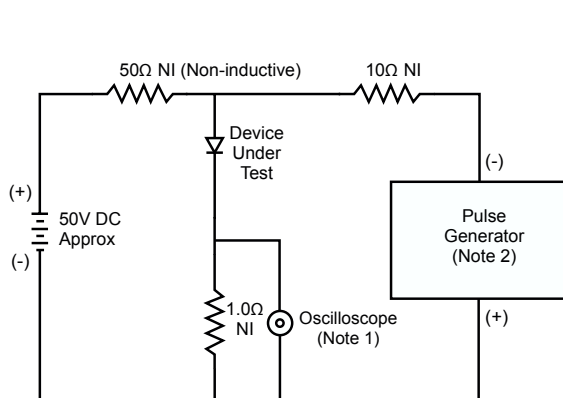 50Ω NI (Non-inductive)
10Ω NI
Device
Under
Test
(-)
(+)
50V DC
Approx
(-)
Pulse
Generator
(Note 2)
1.0Ω
NI
Oscilloscope
(Note 1)
(+)